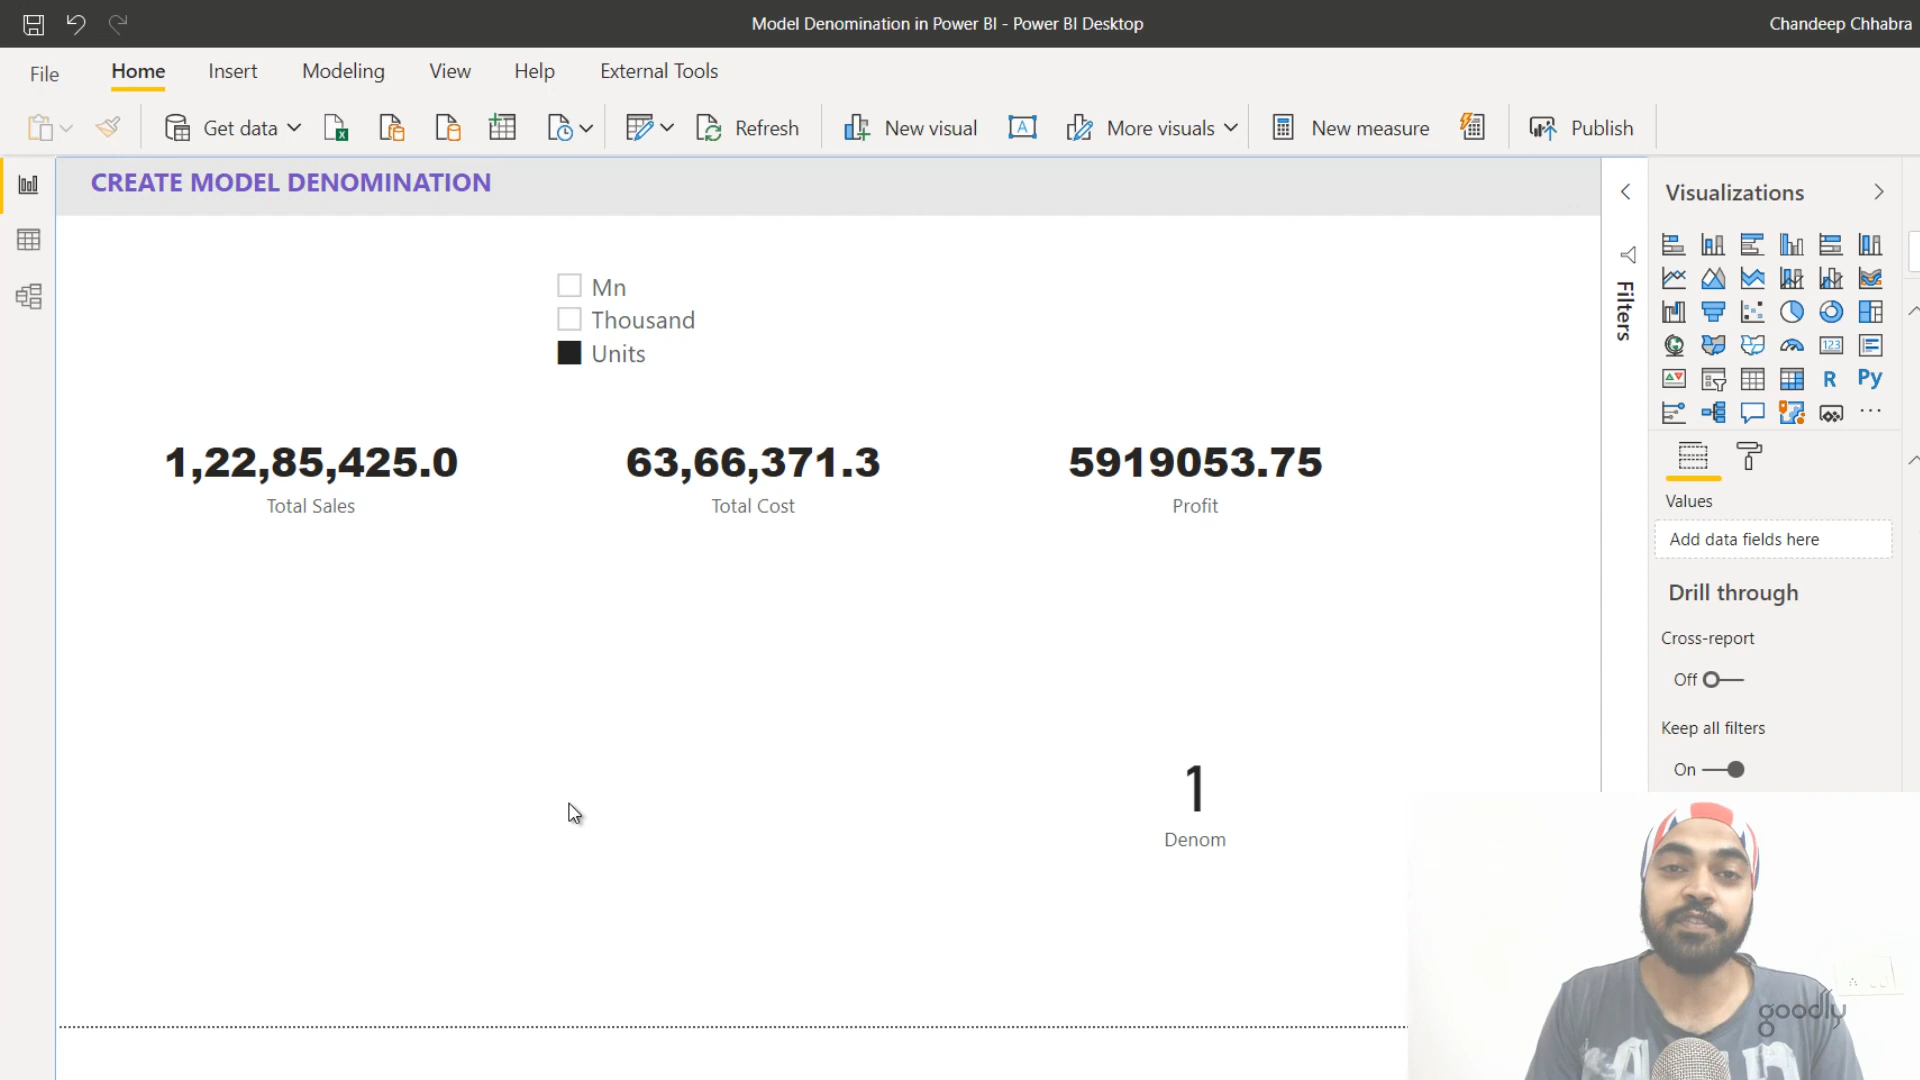 Model Denomination in Power BI - Power BI Desktop
Chandeep Chhabra
File
Home
Insert
Modeling
View
Help
External Tools
Get data
Refresh
New visual
More visuals
New measure
Publish
CREATE MODEL DENOMINATION
Mn
Thousand
Units
1,22,85,425.0
Total Sales
63,66,371.3
Total Cost
5919053.75
Profit
1
Denom
Filters
Visualizations
123
R
Py
Values
Add data fields here
Drill through
Cross-report
Off
Keep all filters
On
goodly